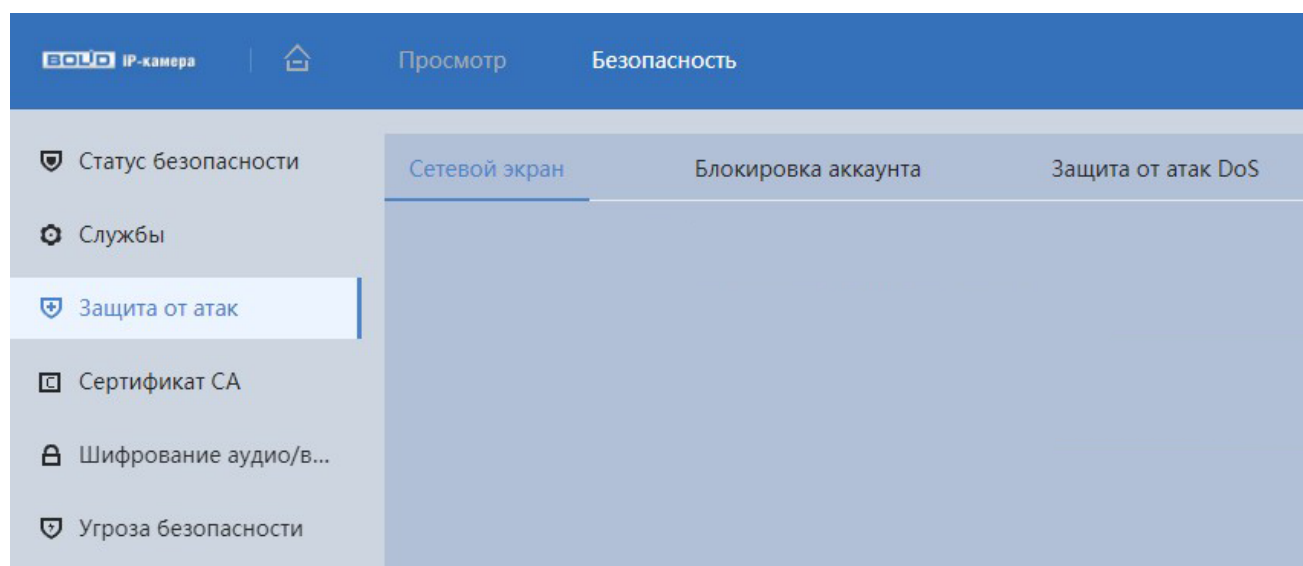 BOLID IP-камера Просмотр Безопасность
Статус безопасности
Сетевой экран Блокировка аккаунта Защита от атак DoS
Службы
Защита от атак
Сертификат CA
Шифрование аудио/в...
Угроза безопасности